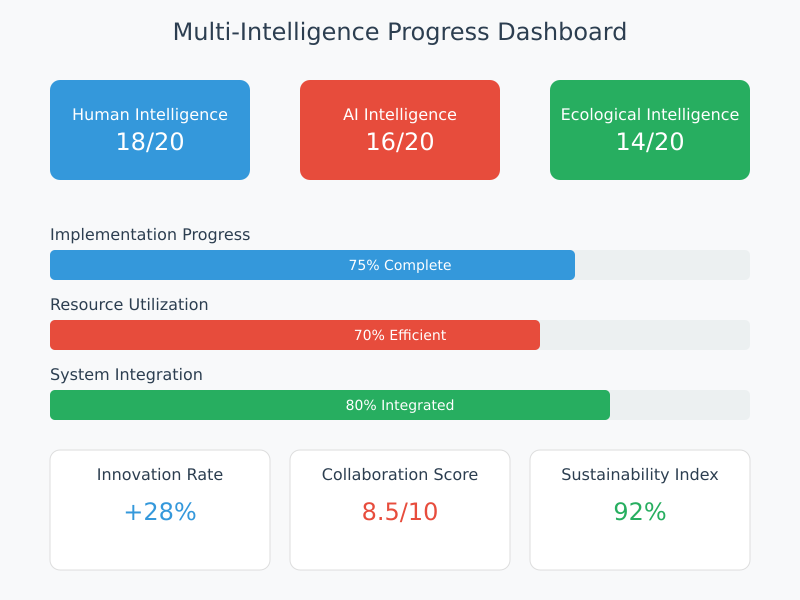 Multi-Intelligence Progress Dashboard
Human Intelligence
18/20
AI Intelligence
16/20
Ecological Intelligence
14/20
Implementation Progress
75% Complete
Resource Utilization
70% Efficient
System Integration
80% Integrated
Innovation Rate
+28%
Collaboration Score
8.5/10
Sustainability Index
92%